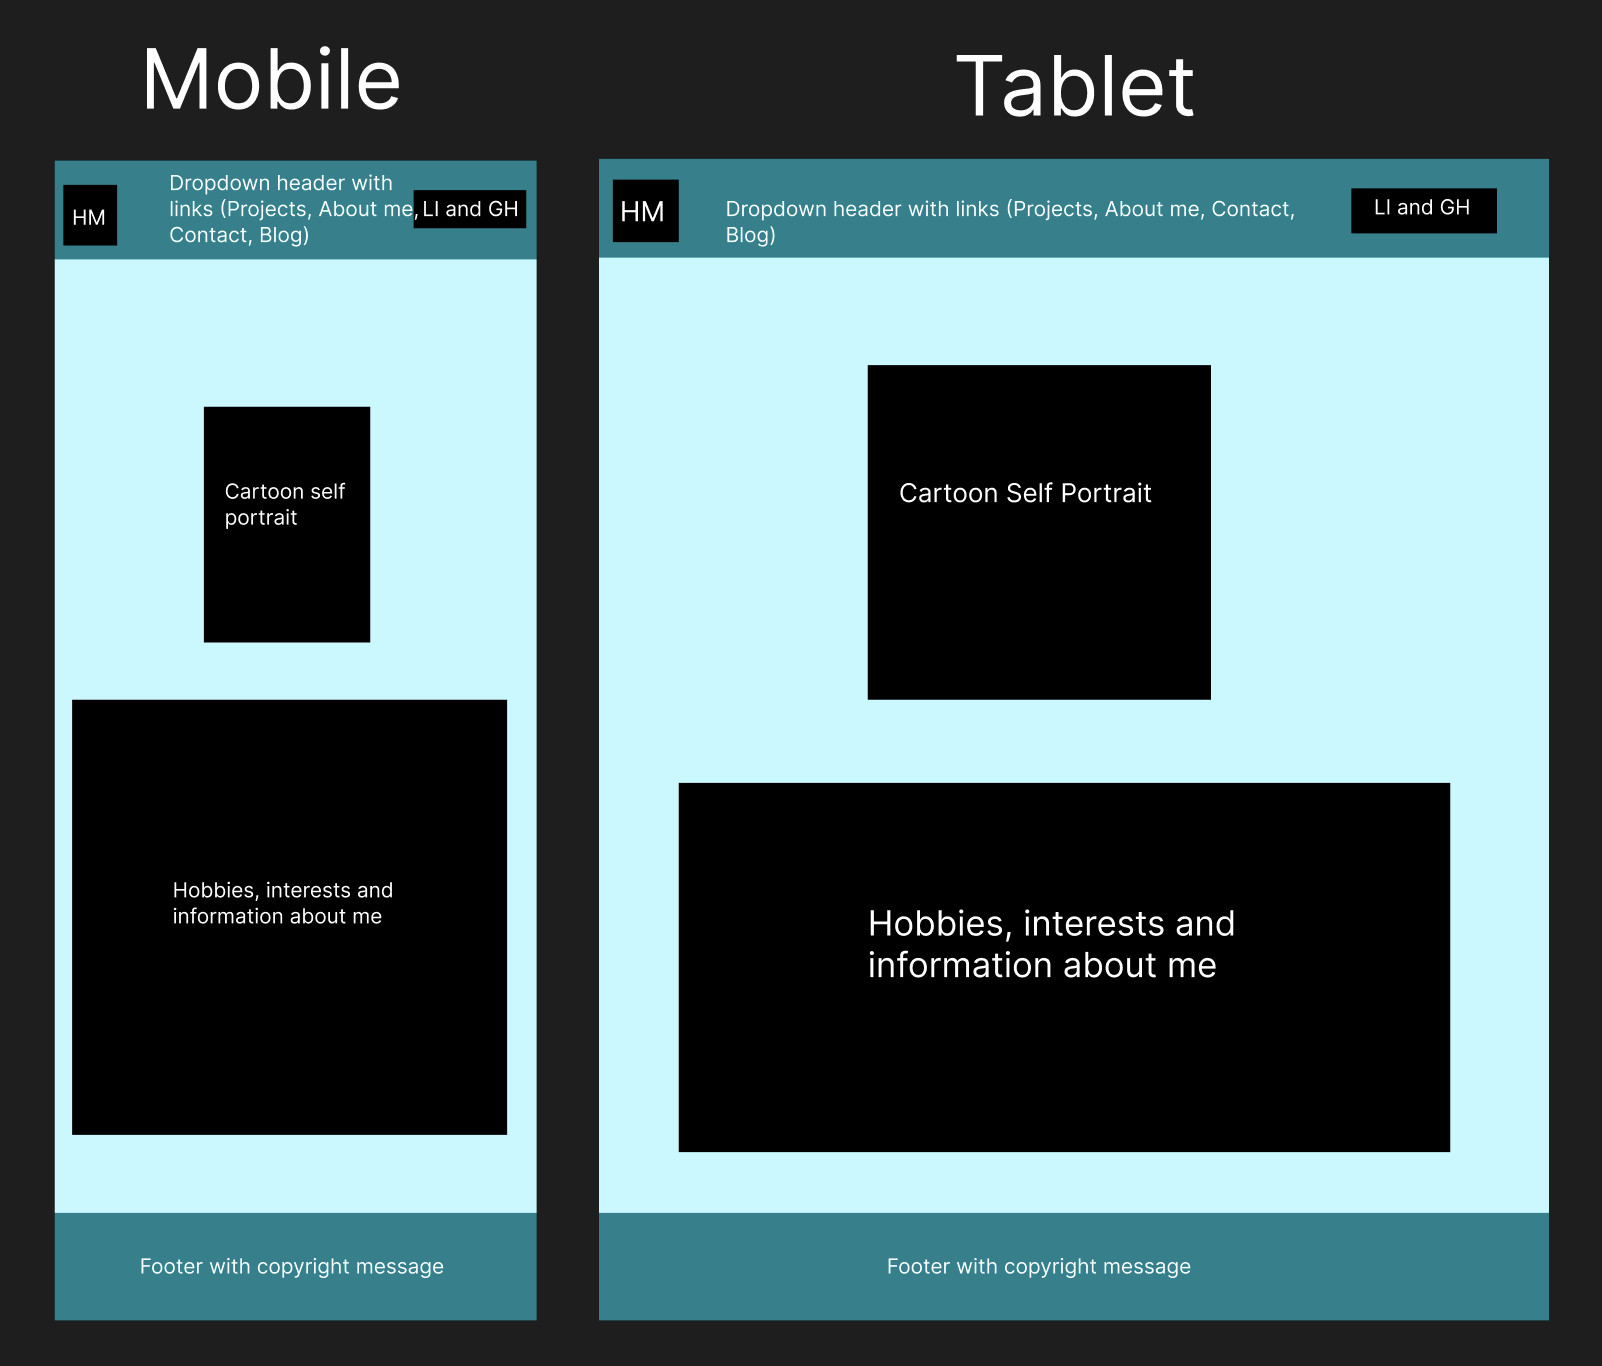 Mobile
HM
Dropdown header with
links (Projects, About me,
Contact, Blog)
LI and GH
Cartoon self
portrait
Hobbies, interests and
information about me
Footer with copyright message
Tablet
HM
Dropdown header with links (Projects, About me, Contact,
Blog)
LI and GH
Cartoon Self Portrait
Hobbies, interests and
information about me
Footer with copyright message